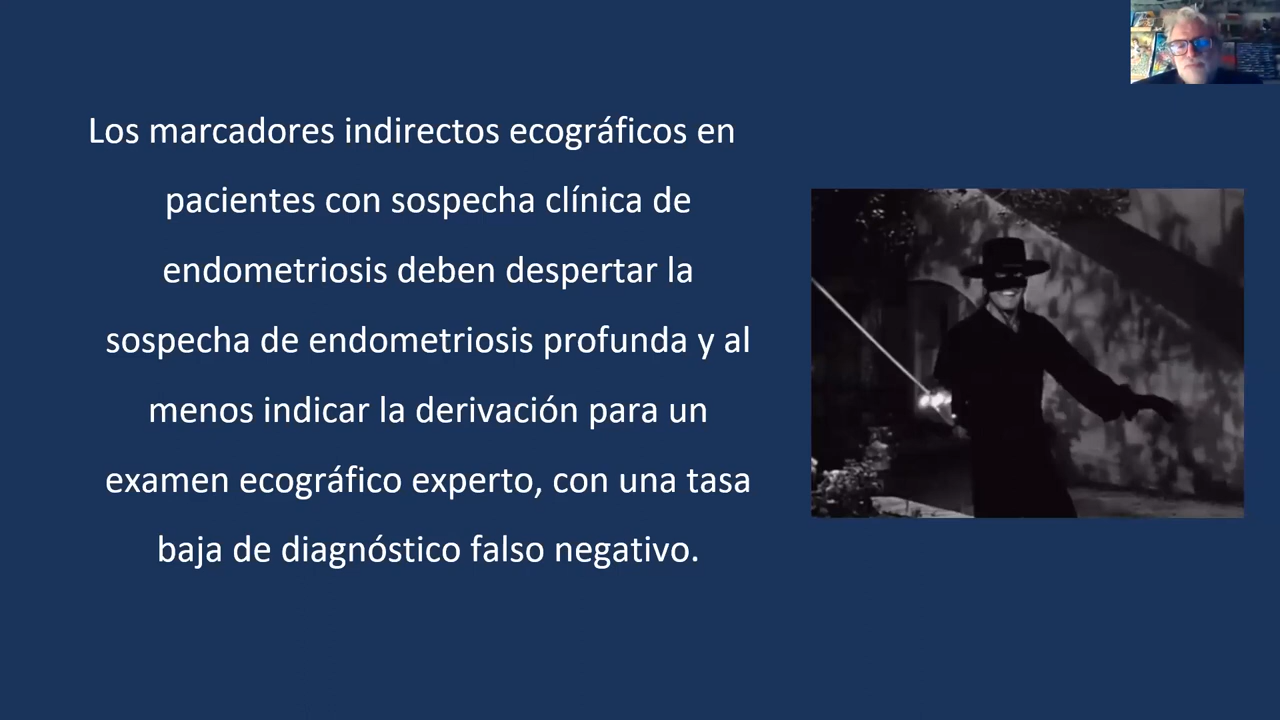 Los marcadores indirectos ecográficos en
pacientes con sospecha clínica de
endometriosis deben despertar la
sospecha de endometriosis profunda y al
menos indicar la derivación para un
examen ecográfico experto, con una tasa
baja de diagnóstico falso negativo.